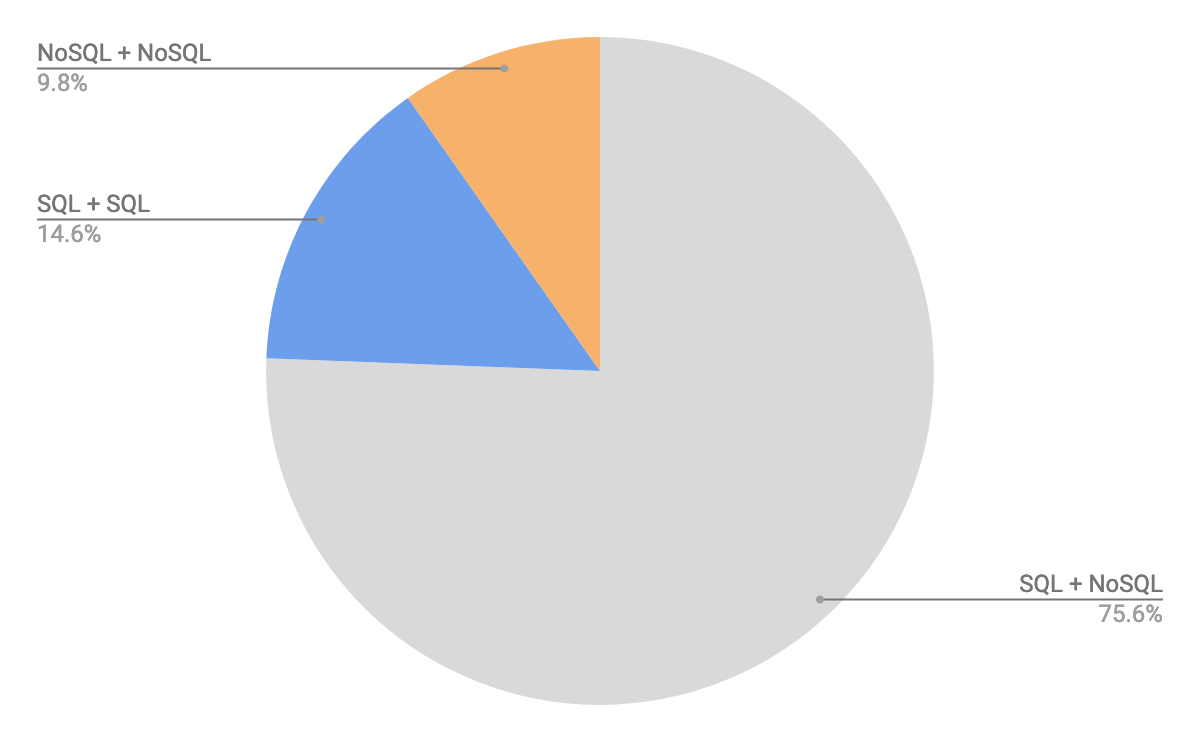 NoSQL + NoSQL
9.8%
SQL + SQL
14.6%
SQL + NoSQL
75.6%